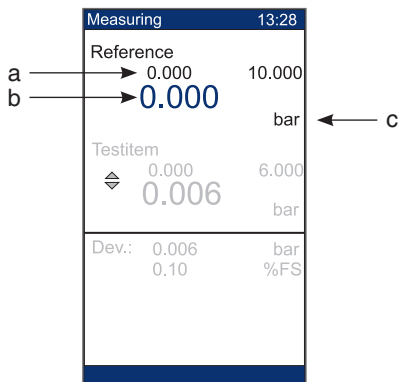 Measuring 13:28
Reference
a 0.000 10.000
b 0.000
bar c
Testitem
0.000 6.000
0.006
bar
Dev.: 0.006 bar
0.10 %FS